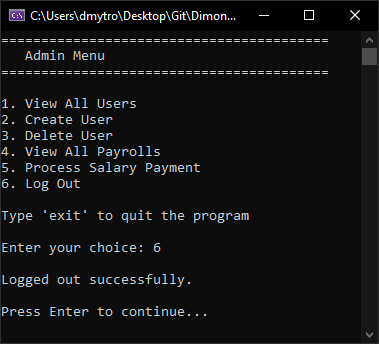 C:\Users\dmytro\Desktop\Git\Dimon...
=========================================
Admin Menu
=========================================
1. View All Users
2. Create User
3. Delete User
4. View All Payrolls
5. Process Salary Payment
6. Log Out
Type 'exit' to quit the program
Enter your choice: 6
Logged out successfully.
Press Enter to continue...